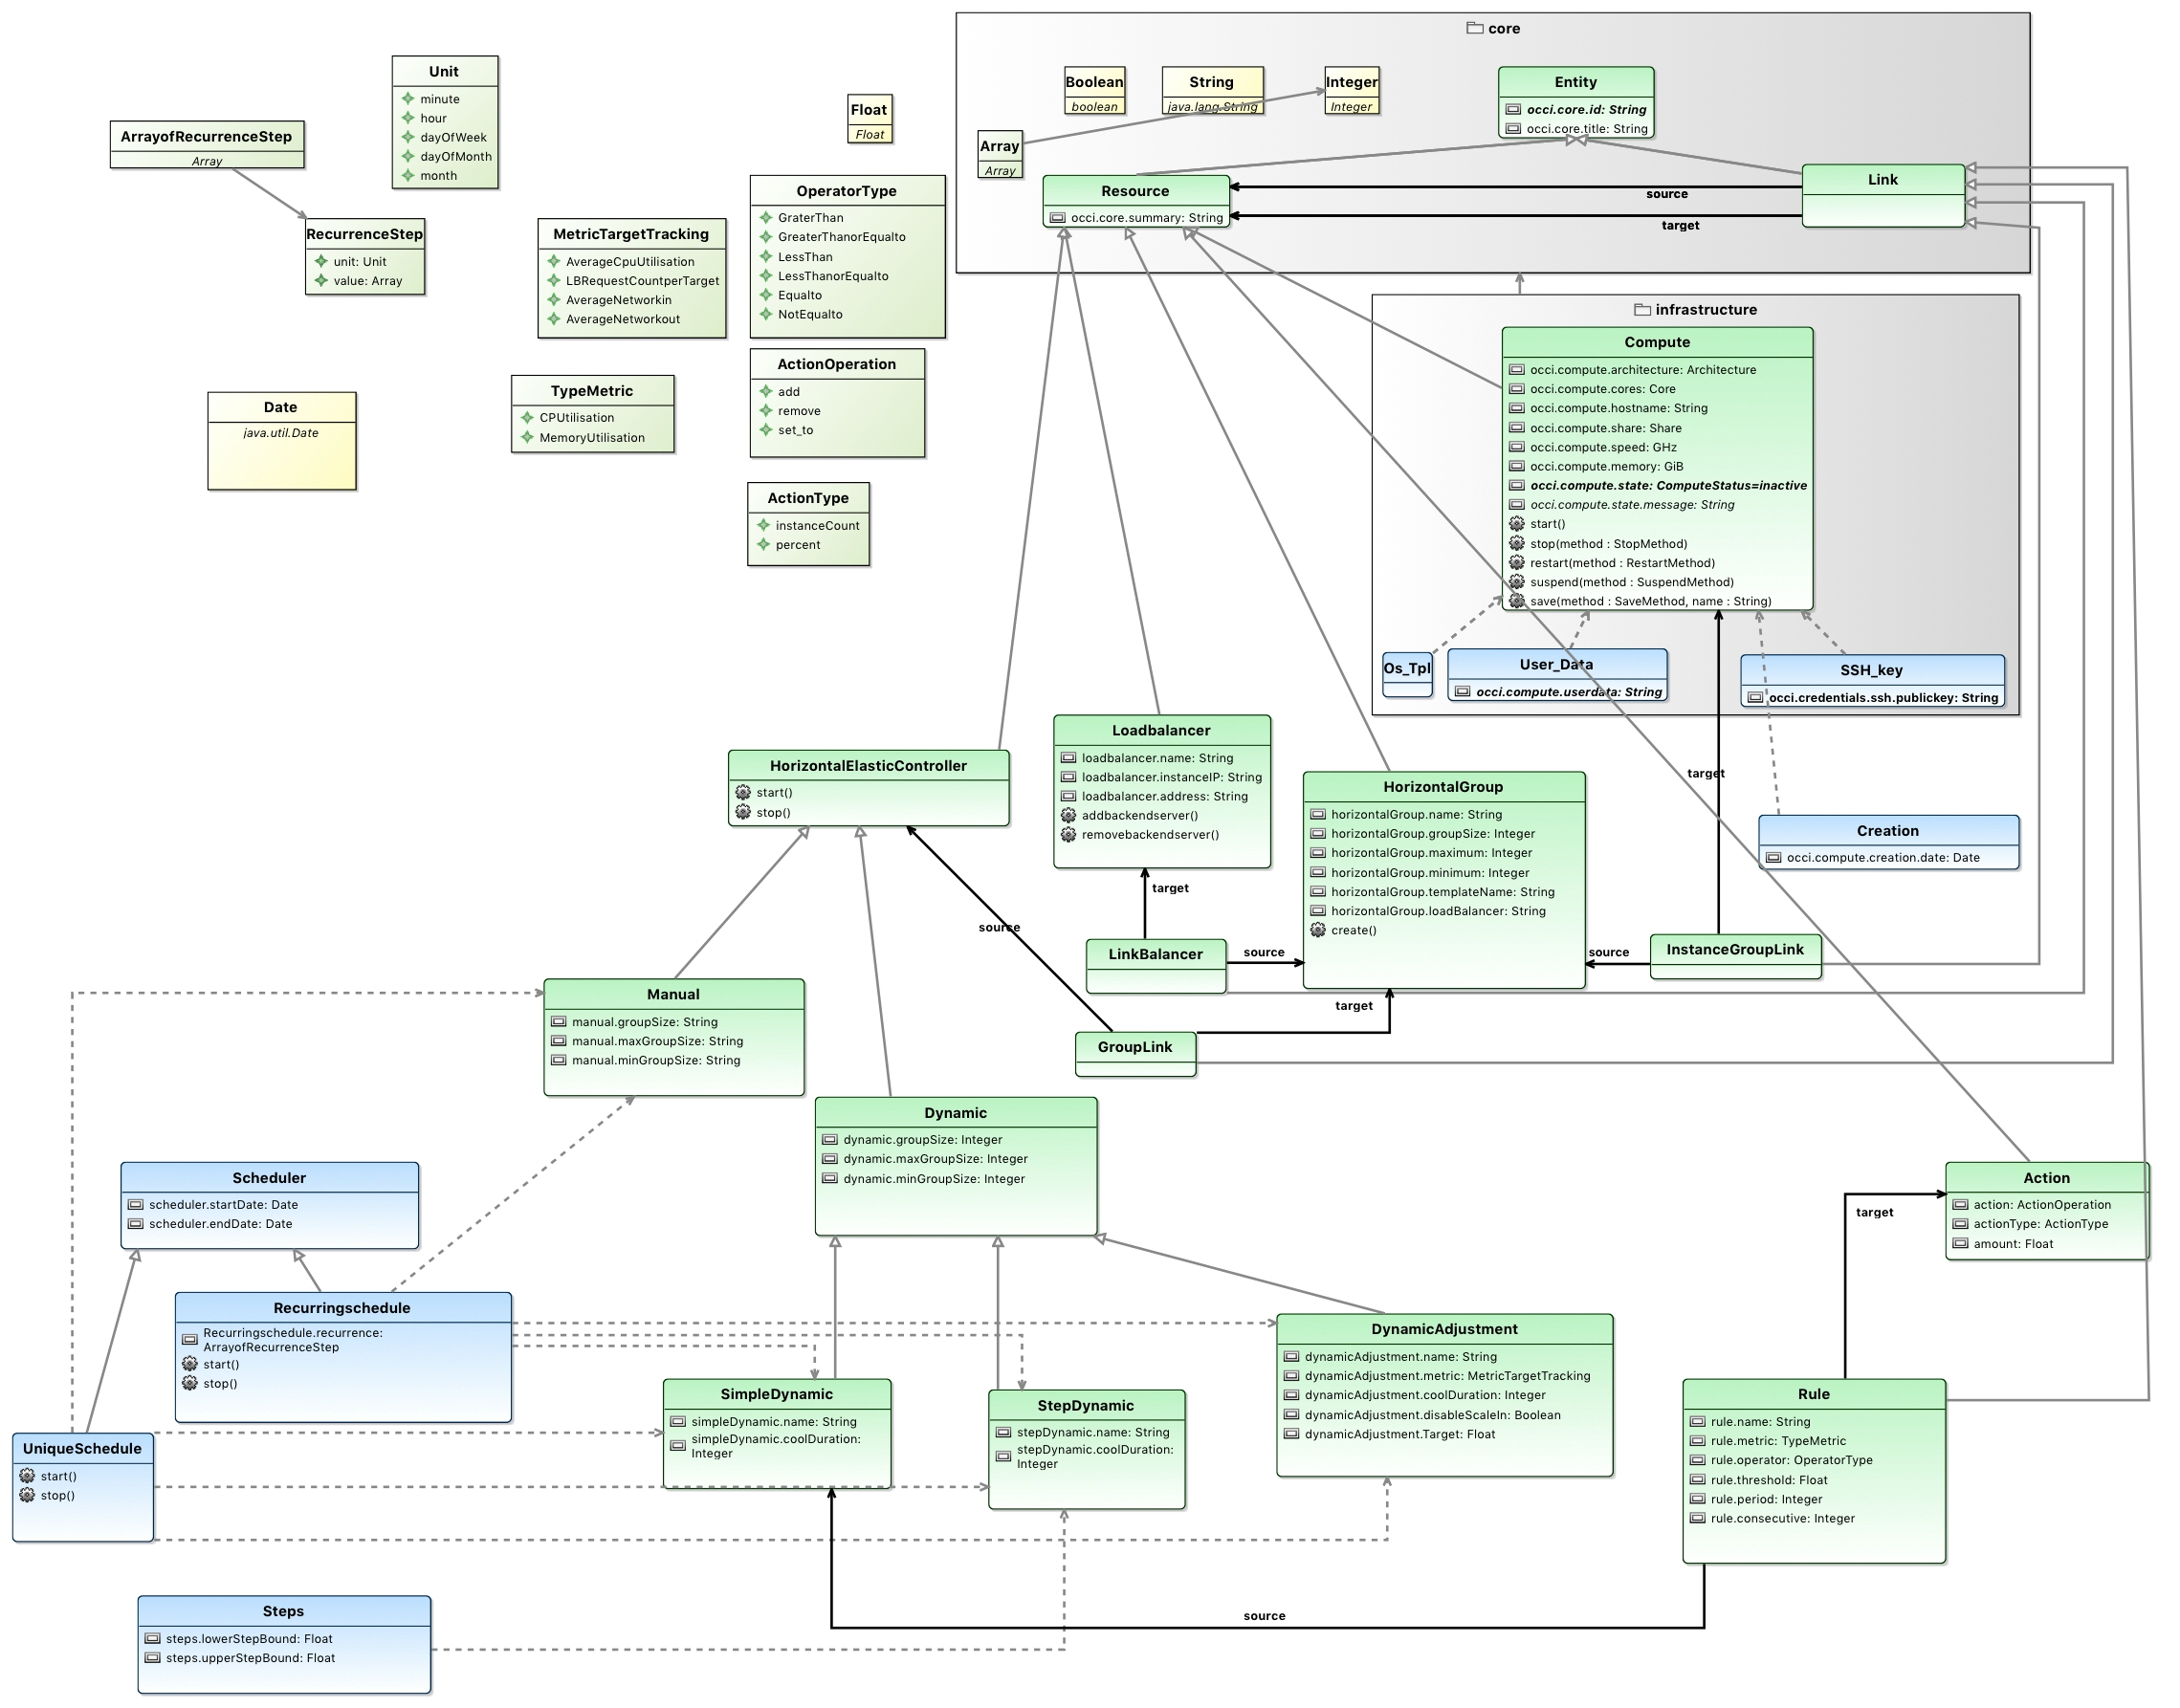 core
Boolean
boolean
String
java.lang.String
Integer
Integer
Entity
occi.core.id: String
occi.core.title: String
Array
Array
Resource
occi.core.summary: String
Link
source
target
Unit
minute
hour
dayOfWeek
dayOfMonth
month
Float
Float
ArrayofRecurrenceStep
Array
RecurrenceStep
unit: Unit
value: Array
MetricTargetTracking
AverageCpuUtilisation
LBRequestCountperTarget
AverageNetworkin
AverageNetworkout
OperatorType
GraterThan
GreaterThanorEqualto
LessThan
LessThanorEqualto
Equalto
NotEqualto
ActionOperation
add
remove
set_to
TypeMetric
CPUtilisation
MemoryUtilisation
Date
java.util.Date
ActionType
instanceCount
percent
infrastructure
Compute
occi.compute.architecture: Architecture
occi.compute.cores: Core
occi.compute.hostname: String
occi.compute.share: Share
occi.compute.speed: GHz
occi.compute.memory: GiB
occi.compute.state: ComputeStatus=inactive
occi.compute.state.message: String
start()
stop(method : StopMethod)
restart(method : RestartMethod)
suspend(method : SuspendMethod)
save(method : SaveMethod, name : String)
Os_Tpl
User_Data
occi.compute.userdata: String
SSH_key
occi.credentials.ssh.publickey: String
HorizontalElasticController
start()
stop()
Loadbalancer
loadbalancer.name: String
loadbalancer.instanceIP: String
loadbalancer.address: String
addbackendserver()
removebackendserver()
HorizontalGroup
horizontalGroup.name: String
horizontalGroup.groupSize: Integer
horizontalGroup.maximum: Integer
horizontalGroup.minimum: Integer
horizontalGroup.templateName: String
horizontalGroup.loadBalancer: String
create()
target
Creation
occi.compute.creation.date: Date
target
source
LinkBalancer
source
source
InstanceGroupLink
target
GroupLink
Manual
manual.groupSize: String
manual.maxGroupSize: String
manual.minGroupSize: String
Dynamic
dynamic.groupSize: Integer
dynamic.maxGroupSize: Integer
dynamic.minGroupSize: Integer
Scheduler
scheduler.startDate: Date
scheduler.endDate: Date
Action
action: ActionOperation
actionType: ActionType
amount: Float
target
Recurringschedule
Recurringschedule.recurrence:
ArrayofRecurrenceStep
start()
stop()
DynamicAdjustment
dynamicAdjustment.name: String
dynamicAdjustment.metric: MetricTargetTracking
dynamicAdjustment.coolDuration: Integer
dynamicAdjustment.disableScaleIn: Boolean
dynamicAdjustment.Target: Float
SimpleDynamic
simpleDynamic.name: String
simpleDynamic.coolDuration:
Integer
StepDynamic
stepDynamic.name: String
stepDynamic.coolDuration:
Integer
Rule
rule.name: String
rule.metric: TypeMetric
rule.operator: OperatorType
rule.threshold: Float
rule.period: Integer
rule.consecutive: Integer
UniqueSchedule
start()
stop()
source
Steps
steps.lowerStepBound: Float
steps.upperStepBound: Float